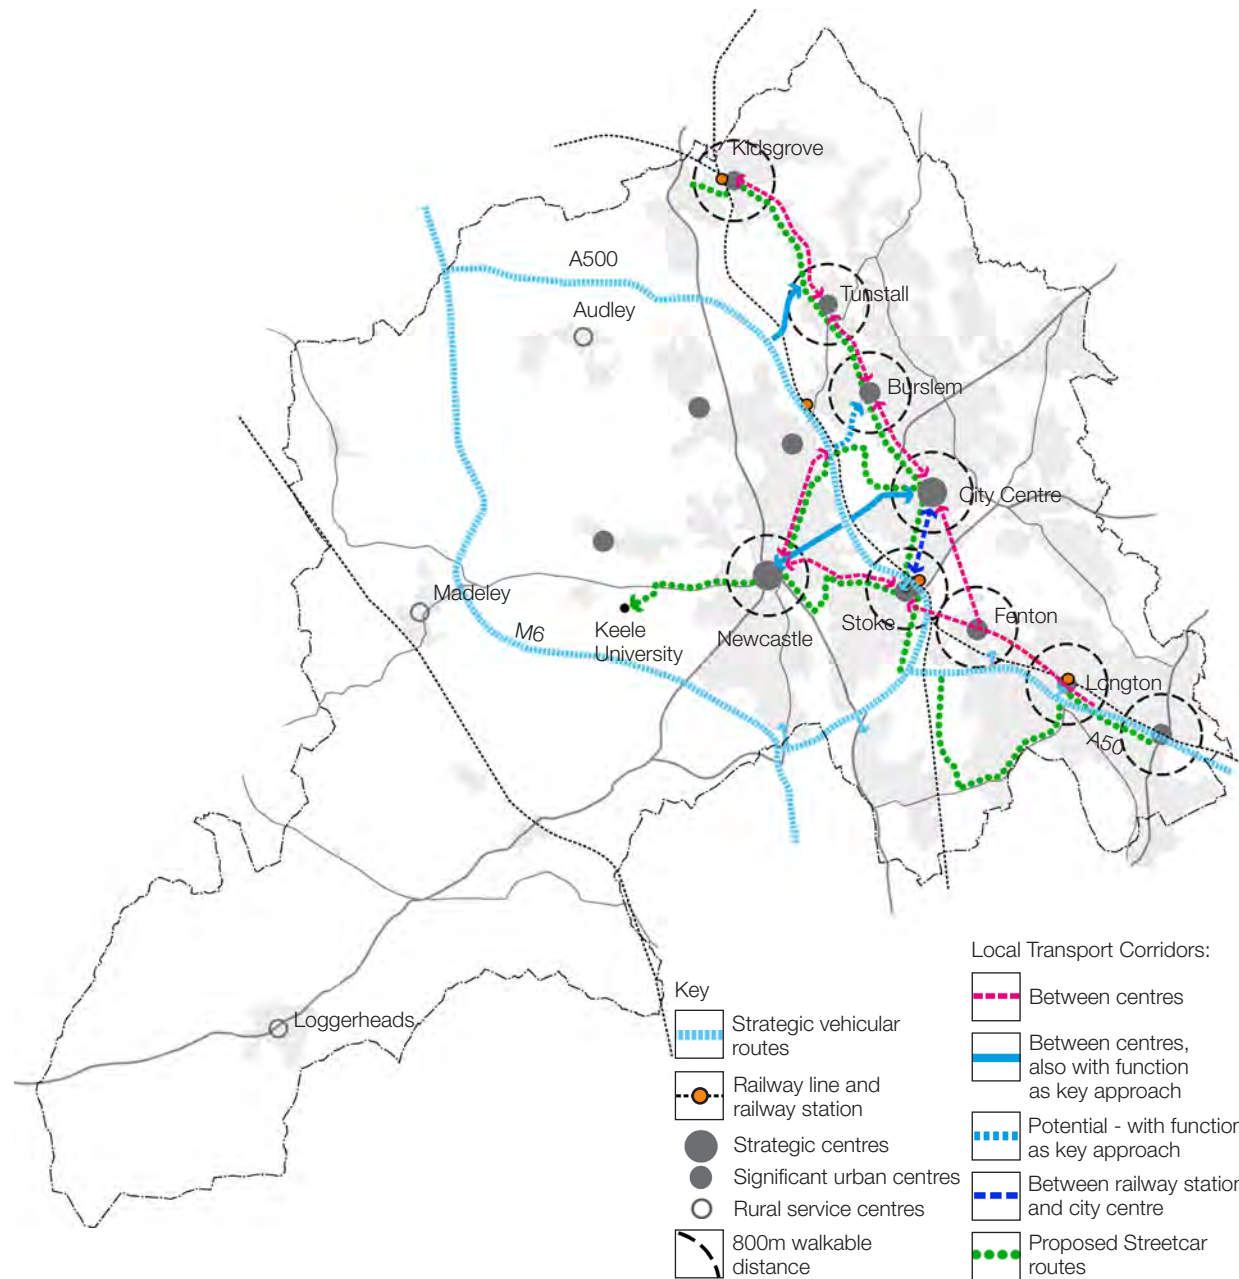 Kidsgrove
A500
Audley
Tunstall
Burslem
City Centre
Madeley
M6
Keele
University
Newcastle
Stoke
Fenton
Longton
A50
Loggerheads
Key
Strategic vehicular
routes
Railway line and
railway station
Strategic centres
Significant urban centres
Rural service centres
800m walkable
distance
Local Transport Corridors:
Between centres
Between centres,
also with function
as key approach
Potential - with function
as key approach
Between railway station
and city centre
Proposed Streetcar
routes